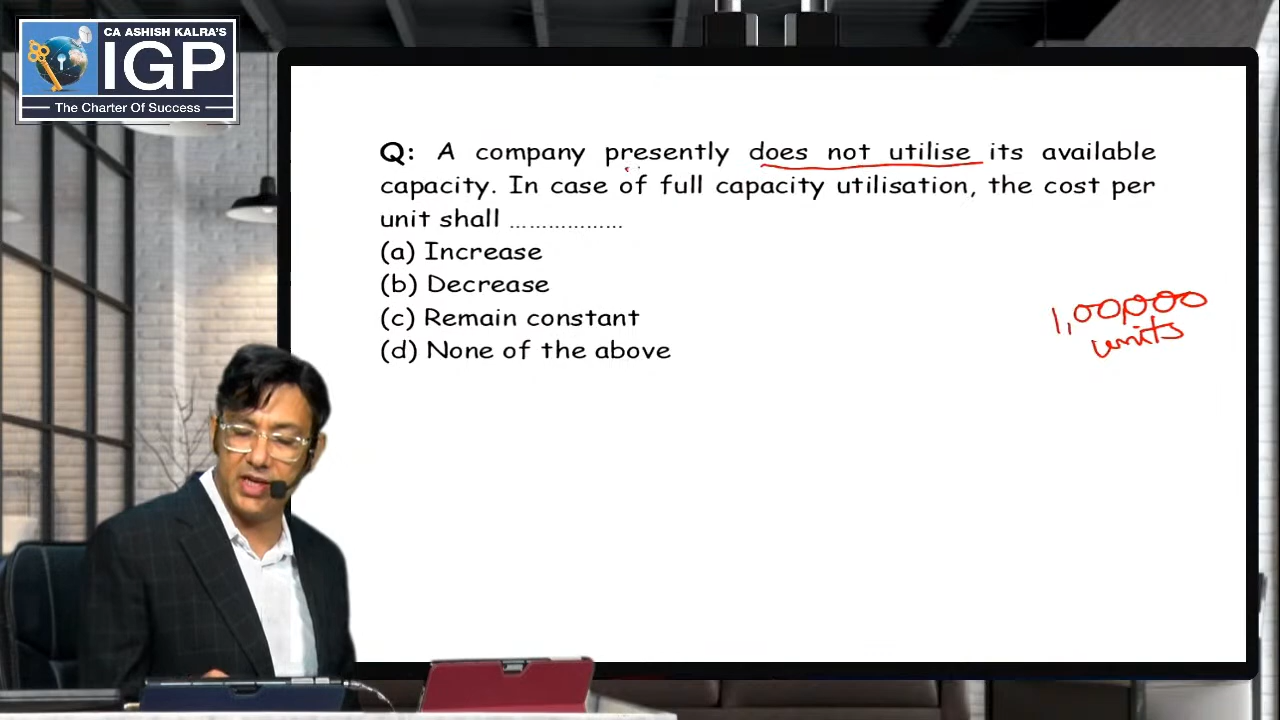 CA ASHISH KALRA'S
IGP
The Charter Of Success
Q: A company presently does not utilise its available
capacity. In case of full capacity utilisation, the cost per
unit shall ………………
(a) Increase
(b) Decrease
(c) Remain constant
(d) None of the above
1,00,000
units